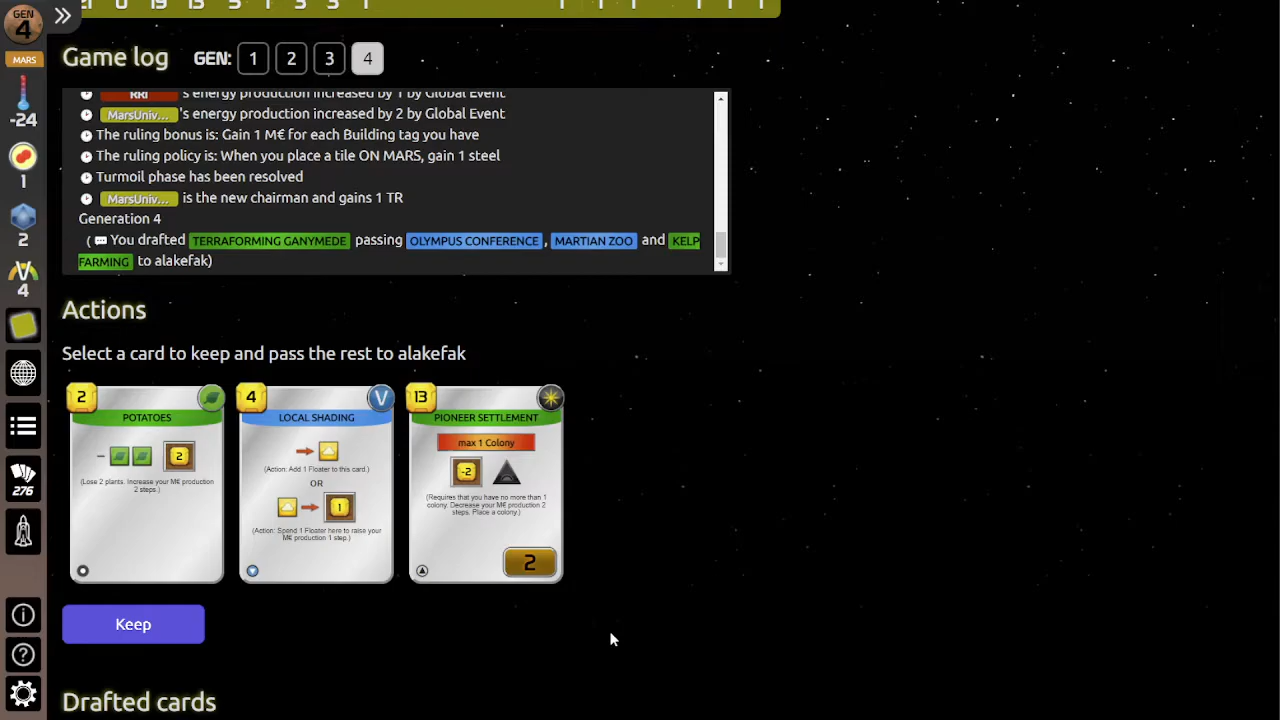 GEN
4
Game log GEN: 1 2 3 4
MARS
RRI 's energy production increased by 1 by Global Event
MarsUniv... 's energy production increased by 2 by Global Event
The ruling bonus is: Gain 1 M€ for each Building tag you have
The ruling policy is: When you place a tile ON MARS, gain 1 steel
Turmoil phase has been resolved
MarsUniv... is the new chairman and gains 1 TR
Generation 4
( You drafted TERRAFORMING GANYMEDE passing OLYMPUS CONFERENCE , MARTIAN ZOO and KELP
FARMING to alakefak)
-24
1
2
4
276
Actions
Select a card to keep and pass the rest to alakefak
2
POTATOES
2
(Lose 2 plants. Increase your M€ production
2 steps.)
4
V
LOCAL SHADING
(Action: Add 1 Floater to this card.)
OR
1
(Action: Spend 1 Floater here to raise your
M€ production 1 step.)
13
PIONEER SETTLEMENT
max 1 Colony
-2
(Requires that you have no more than 1
colony. Decrease your M€ production 2
steps. Place a colony.)
2
Keep
Drafted cards